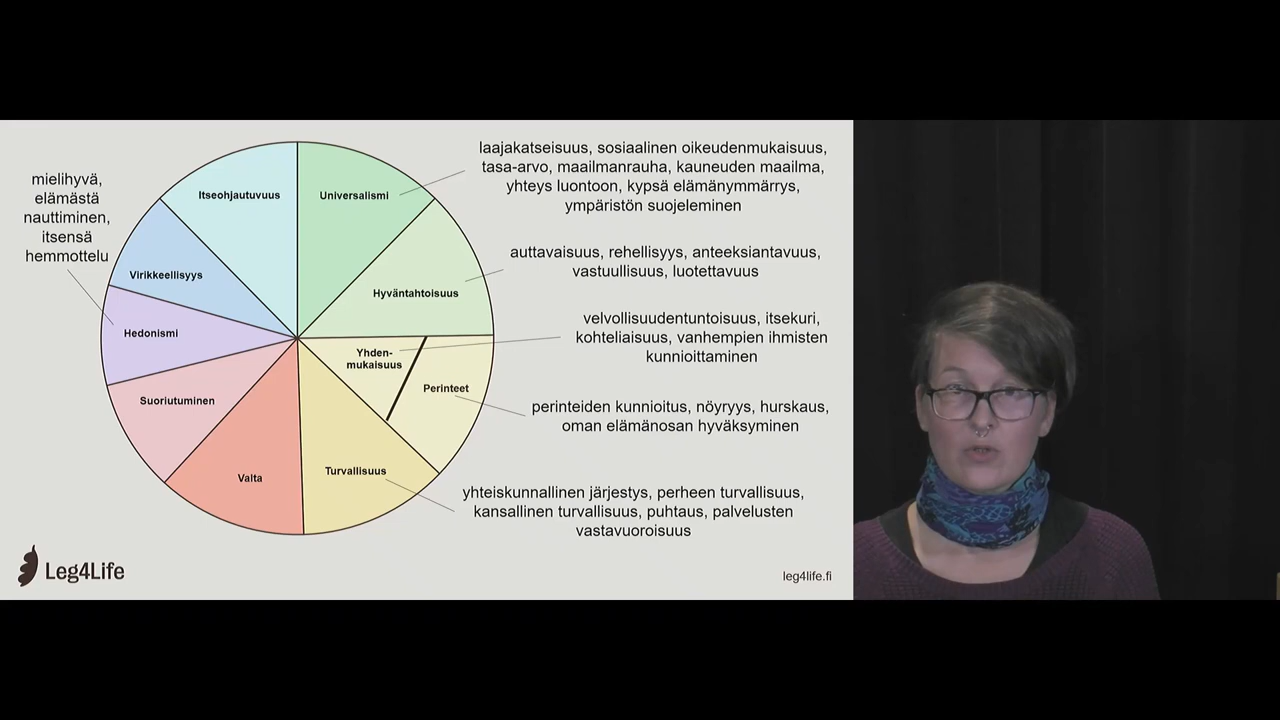 laajakatseisuus, sosiaalinen oikeudenmukaisuus,
tasa-arvo, maailmanrauha, kauneuden maailma,
yhteys luontoon, kypsä elämänymmärrys,
ympäristön suojeleminen
mielihyvä,
elämästä
nauttiminen,
itsensä
hemmottelu
Itseohjautuvuus
Universalismi
auttavaisuus, rehellisyys, anteeksiantavuus,
vastuullisuus, luotettavuus
Virikkeellisyys
Hyväntahtoisuus
velvollisuudentuntoisuus, itsekuri,
kohteliaisuus, vanhempien ihmisten
kunnioittaminen
Hedonismi
Yhden-
mukaisuus
Perinteet
Suoriutuminen
perinteiden kunnioitus, nöyryys, hurskaus,
oman elämänosan hyväksyminen
Valta
Turvallisuus
yhteiskunnallinen järjestys, perheen turvallisuus,
kansallinen turvallisuus, puhtaus, palvelusten
vastavuoroisuus
Leg4Life
leg4life.fi